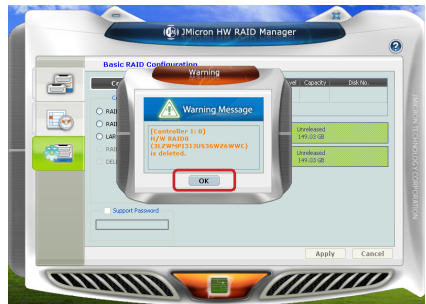 JMicron HW RAID Manager
Basic RAID Configuration
Warning
Level Capacity Disk No.
Warning Message
[Controller 1: 0]
H/W RAID0
is deleted.
Unreleased
149.03 GB
Unreleased
149.03 GB
OK
Support Password
Apply Cancel
JMICRON TECHNOLOGY CORPORATION